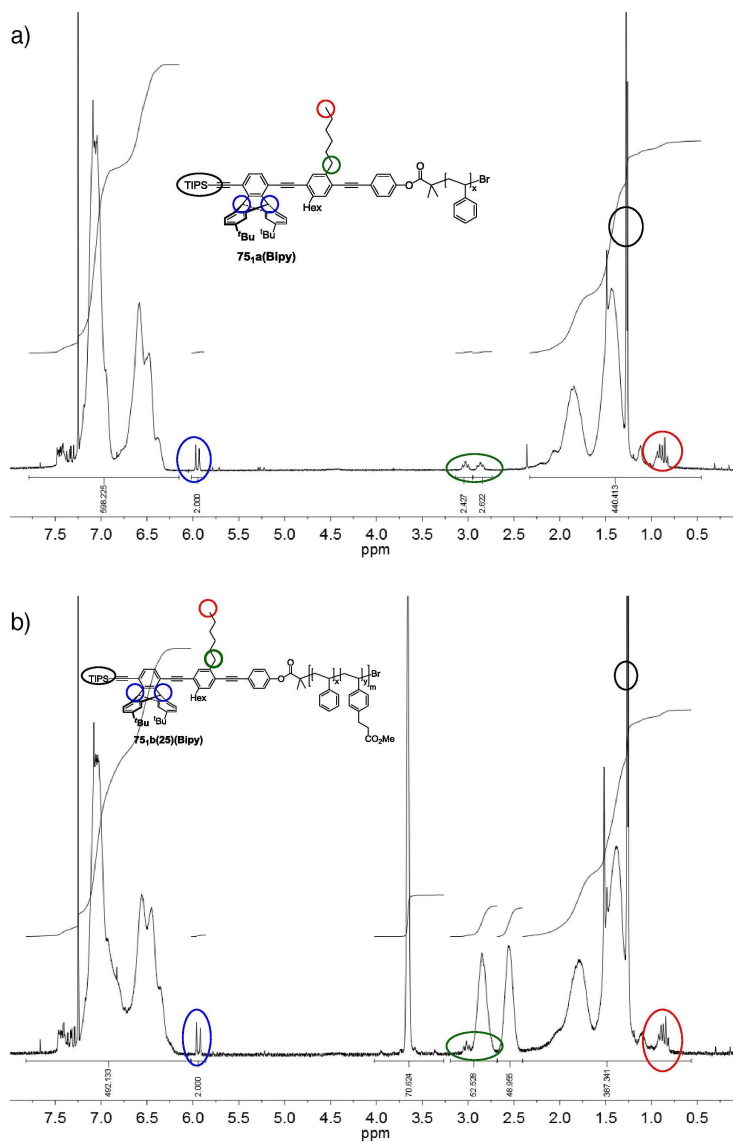 a)
O
TIPS
O
x
Br
Hex
tBu
tBu
75₁a(Bipy)
598.225
2.000
2.427
2.622
440.413
7.5 7.0 6.5 6.0 5.5 5.0 4.5 4.0 3.5 3.0 2.5 2.0 1.5 1.0 0.5
ppm
b)
O
TIPS
O
x
y
m
Br
Hex
tBu
tBu
CO₂Me
75₁b(25)(Bipy)
492.133
2.000
70.624
52.528
48.955
387.341
7.5 7.0 6.5 6.0 5.5 5.0 4.5 4.0 3.5 3.0 2.5 2.0 1.5 1.0 0.5
ppm